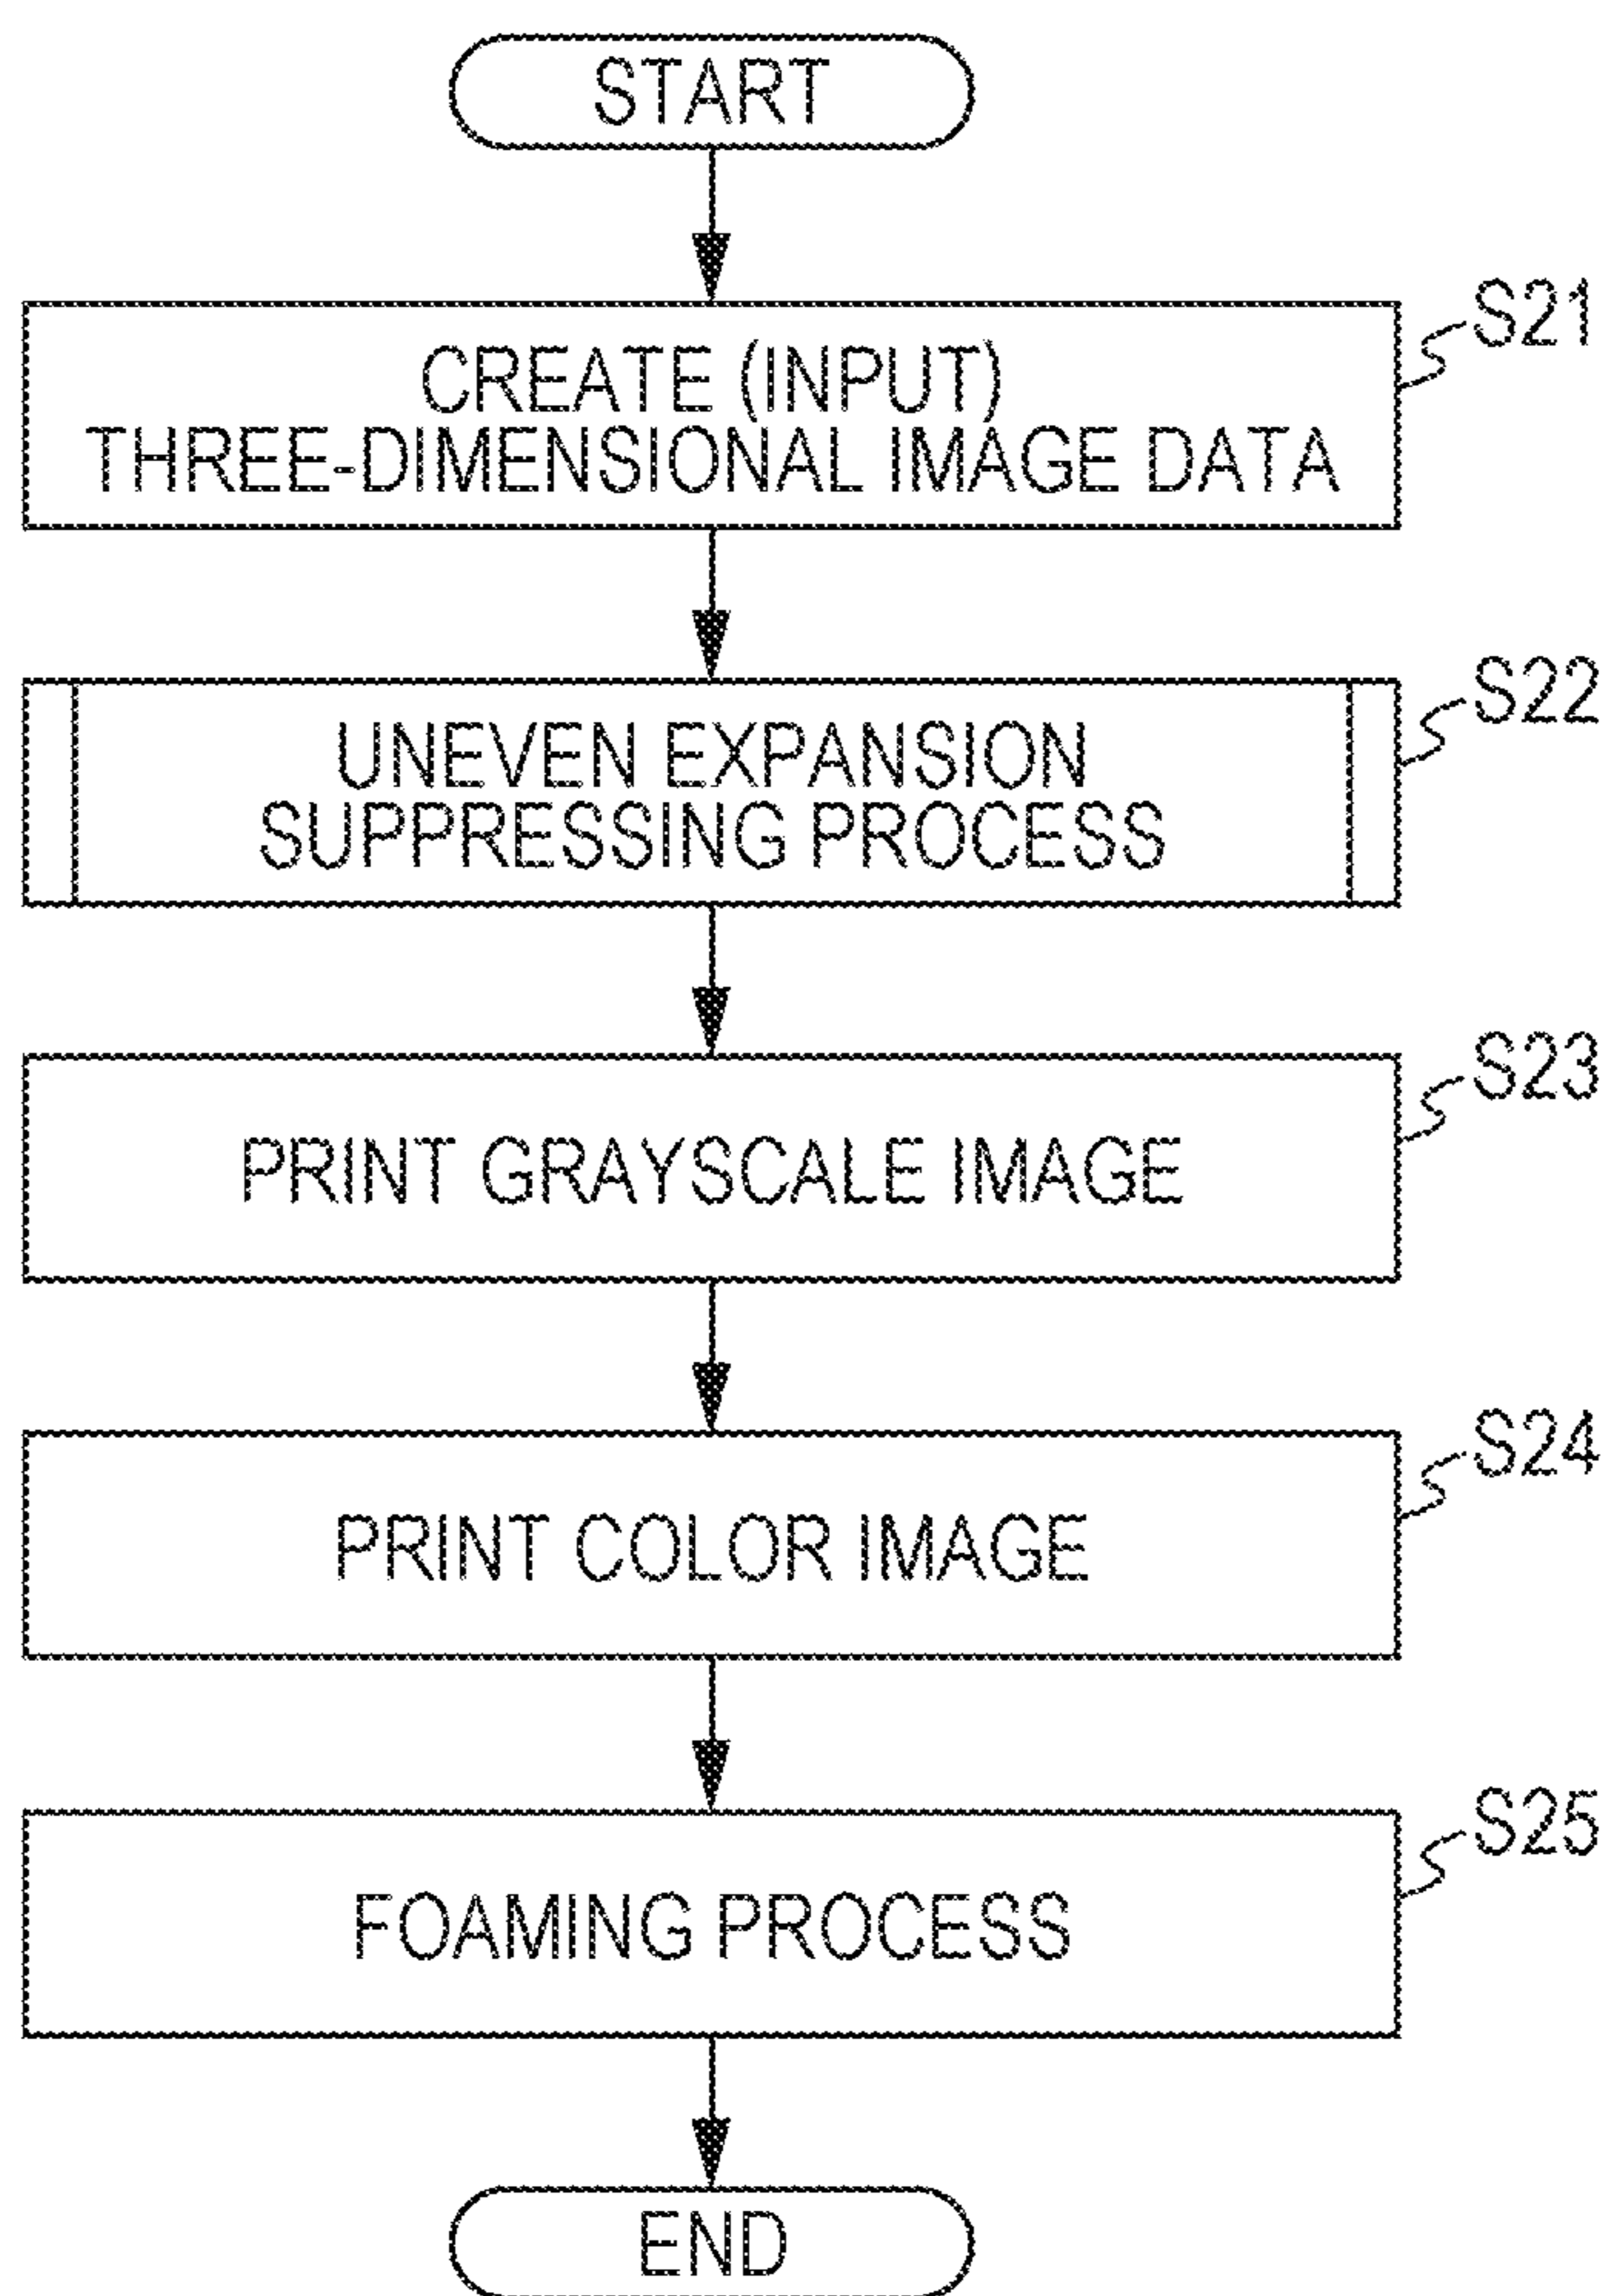 START
CREATE (INPUT)
THREE-DIMENSIONAL IMAGE DATA
S21
UNEVEN EXPANSION
SUPPRESSING PROCESS
S22
PRINT GRAYSCALE IMAGE
S23
PRINT COLOR IMAGE
S24
FOAMING PROCESS
S25
END